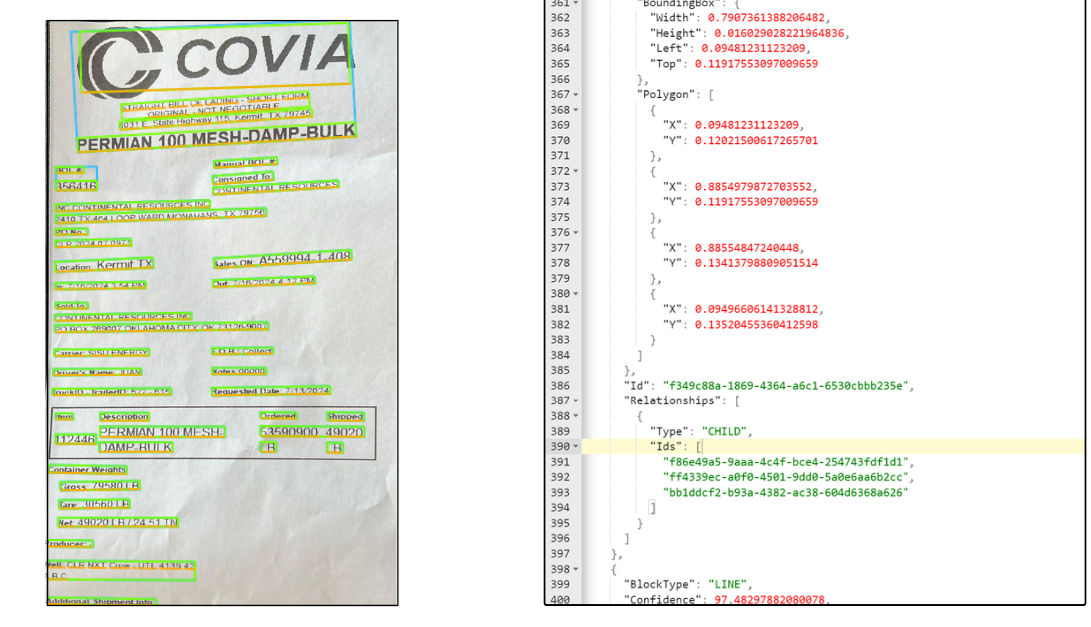 COVIA
STRAIGHT BILL OF LADING - SHORT FORM
ORIGINAL - NOT NEGOTIABLE
8031 E. State Highway 115, Kermit, TX 79745
PERMIAN 100 MESH-DAMP-BULK
BOL #
356416
Manual BOL #
Consigned To
CONTINENTAL RESOURCES
INC CONTINENTAL RESOURCES INC
2410 TX-464 LOOP WARD MONAHANS, TX 79756
PO No.
CLR-2024-07-0975
Location: Kermit TX
Sales ON: A559994-1.408
In: 7/16/2024 3:54 PM
Out: 7/16/2024 4:12 PM
Sold To
CONTINENTAL RESOURCES INC
PO BOX 269007 OKLAHOMA CITY, OK 73126-9007
Carrier: SISU ENERGY
F.O.B.: Collect
Driver's Name: JUAN
Notes 00000
TruckID - TrailerID: 527 - 615
Requested Date: 7/13/2024
Item Description Ordered Shipped
112446 PERMIAN 100 MESH- 53590900 49020
DAMP-BULK LB LB
Container Weights
Gross: 79580 LB
Tare: 30560 LB
Net: 49020 LB / 24.51 TN
Producer: -
Well: CLR NXT Crew - UTL 4139-42
Additional Shipment Info
361 "BoundingBox": {
362 "Width": 0.7907361388206482,
363 "Height": 0.016029028221964836,
364 "Left": 0.09481231123209,
365 "Top": 0.11917553097009659
366 },
367 "Polygon": [
368 {
369 "X": 0.09481231123209,
370 "Y": 0.12021500617265701
371 },
372 {
373 "X": 0.8854979872703552,
374 "Y": 0.11917553097009659
375 },
376 {
377 "X": 0.88554847240448,
378 "Y": 0.13413798809051514
379 },
380 {
381 "X": 0.09496606141328812,
382 "Y": 0.13520455360412598
383 }
384 ]
385 },
386 "Id": "f349c88a-1869-4364-a6c1-6530cbbb235e",
387 "Relationships": [
388 {
389 "Type": "CHILD",
390 "Ids": [
391 "f86e49a5-9aaa-4c4f-bce4-254743fdf1d1",
392 "ff4339ec-a0f0-4501-9dd0-5a0e6aa6b2cc",
393 "bb1ddcf2-b93a-4382-ac38-604d6368a626"
394 ]
395 }
396 ]
397 },
398 {
399 "BlockType": "LINE",
400 "Confidence": 97.48297882080078,